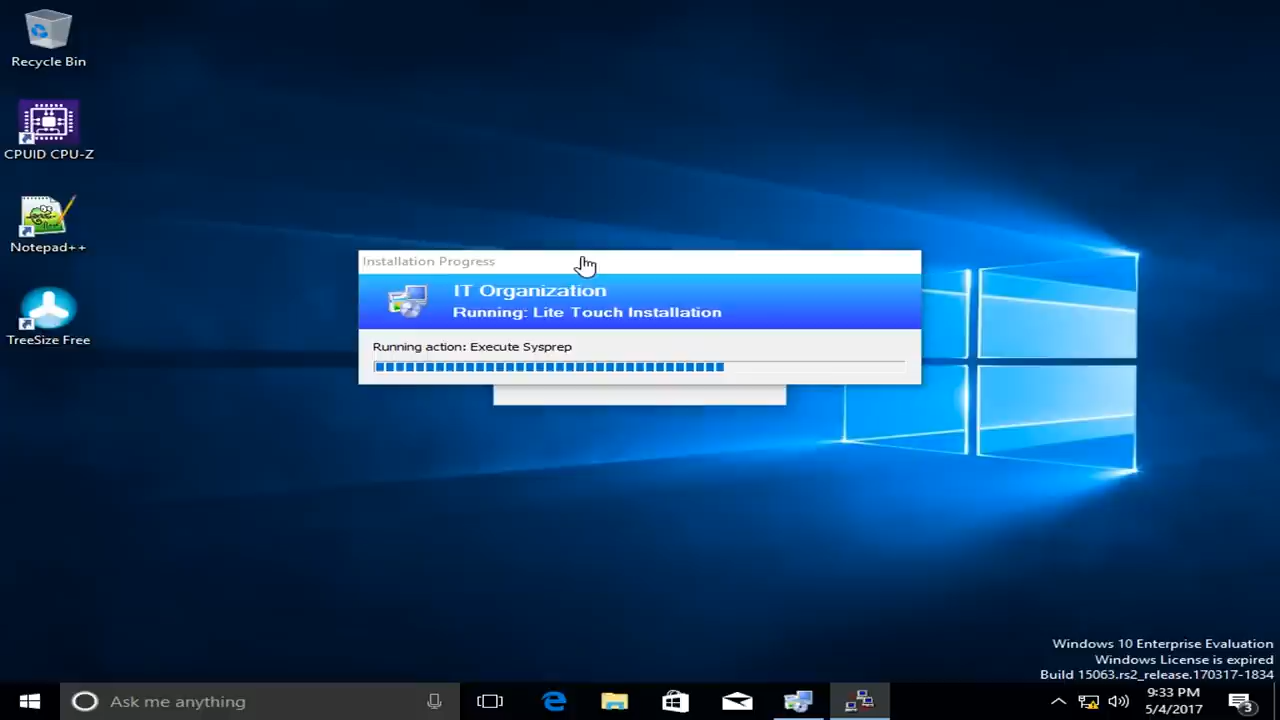 Recycle Bin
CPUID CPU-Z
Notepad++
TreeSize Free
Installation Progress
IT Organization
Running: Lite Touch Installation
Running action: Execute Sysprep
Windows 10 Enterprise Evaluation
Windows License is expired
Build 15063.rs2_release.170317-1834
Ask me anything
9:33 PM
5/4/2017
3